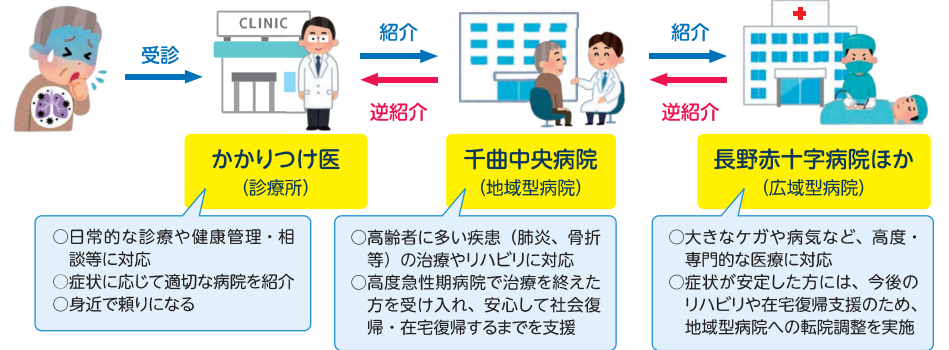 CLINIC
受診
紹介
逆紹介
紹介
逆紹介
かかりつけ医
(診療所)
千曲中央病院
(地域型病院)
長野赤十字病院ほか
(広域型病院)
○日常的な診療や健康管理・相
談等に対応
○症状に応じて適切な病院を紹介
○身近で頼りになる
○高齢者に多い疾患(肺炎、骨折
等)の治療やリハビリに対応
○高度急性期病院で治療を終えた
方を受け入れ、安心して社会復
帰・在宅復帰するまでを支援
○大きなケガや病気など、高度・
専門的な医療に対応
○症状が安定した方には、今後の
リハビリや在宅復帰支援のため、
地域型病院への転院調整を実施